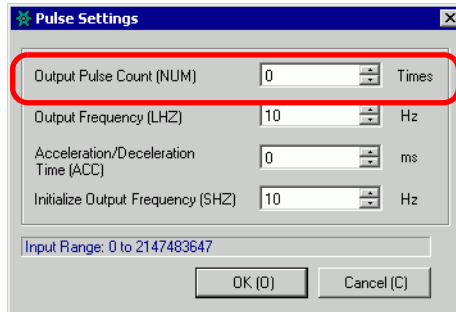 Pulse Settings
Output Pulse Count (NUM) 0 Times
Output Frequency (LHZ) 10 Hz
Acceleration/Deceleration
Time (ACC) 0 ms
Initialize Output Frequency (SHZ) 10 Hz
Input Range: 0 to 2147483647
OK (O) Cancel (C)